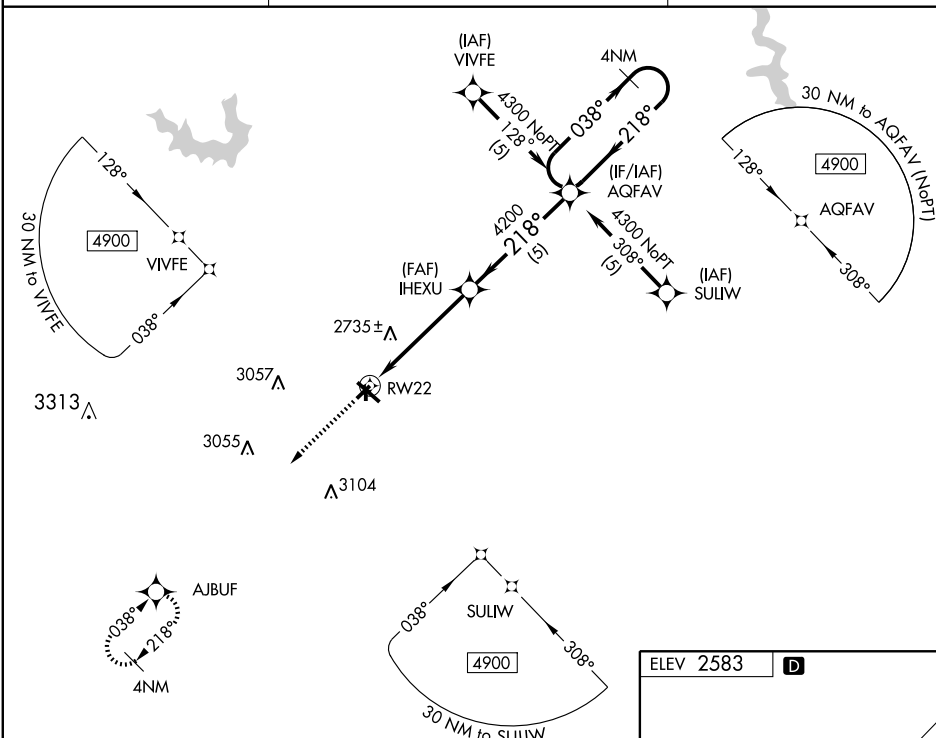 (IAF)
VIVFE
4NM
4300 NoPT
128°
(5)
038°
218°
30 NM to AQFAV (NoPT)
128°
4900
AQFAV
308°
(IF/IAF)
AQFAV
128°
4900
VIVFE
038°
30 NM to VIVFE
4200
218°
(5)
4300 NoPT
308°
(5)
(IAF)
SULIW
(FAF)
IHEXU
2735±
3057
RW22
3313
3055
3104
AJBUF
038°
218°
4NM
038°
SULIW
308°
4900
30 NM to SULIW
ELEV 2583
D